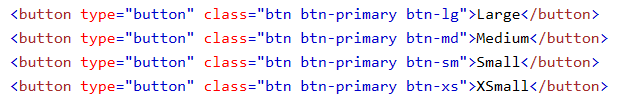 <button type="button" class="btn btn-primary btn-lg">Large</button>
<button type="button" class="btn btn-primary btn-md">Medium</button>
<button type="button" class="btn btn-primary btn-sm">Small</button>
<button type="button" class="btn btn-primary btn-xs">XSmall</button>